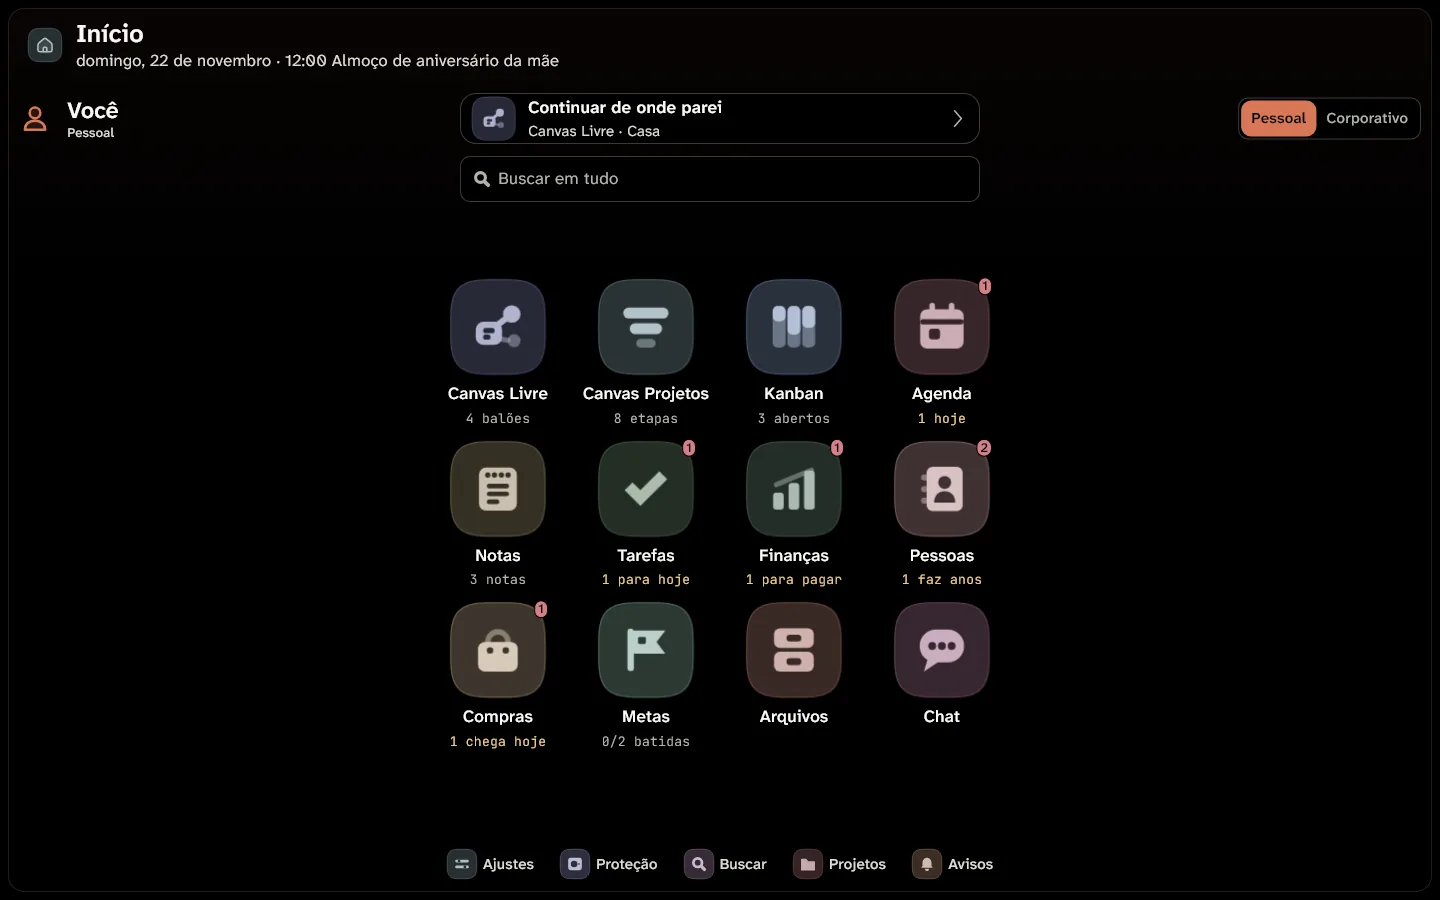 Início
domingo, 22 de novembro · 12:00 Almoço de aniversário da mãe
Você
Pessoal
Continuar de onde parei
Canvas Livre · Casa
Pessoal
Corporativo
Buscar em tudo
1
Canvas Livre
Canvas Projetos
Kanban
Agenda
4 balões
8 etapas
3 abertos
1 hoje
1
1
2
Notas
Tarefas
Finanças
Pessoas
3 notas
1 para hoje
1 para pagar
1 faz anos
1
Compras
Metas
Arquivos
Chat
1 chega hoje
0/2 batidas
Ajustes
Proteção
Buscar
Projetos
Avisos